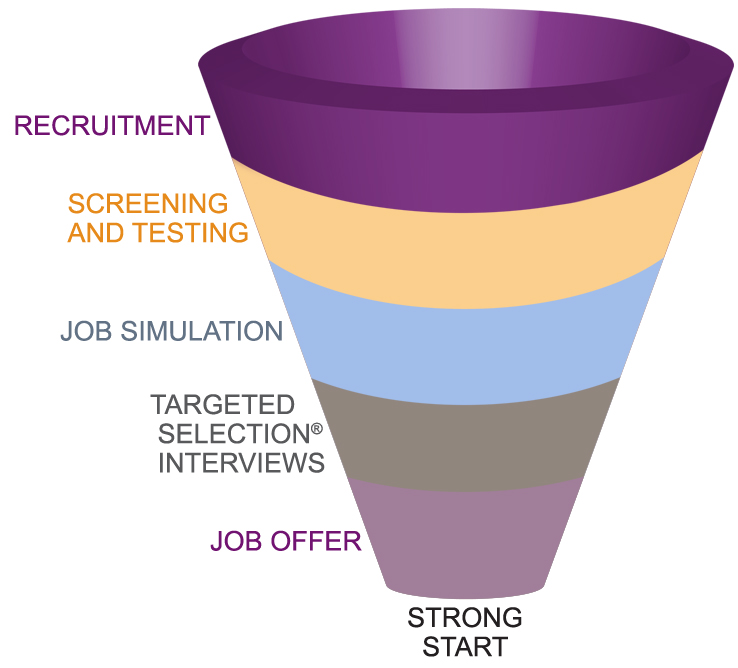 RECRUITMENT
SCREENING
AND TESTING
JOB SIMULATION
TARGETED
SELECTION®
INTERVIEWS
JOB OFFER
STRONG
START